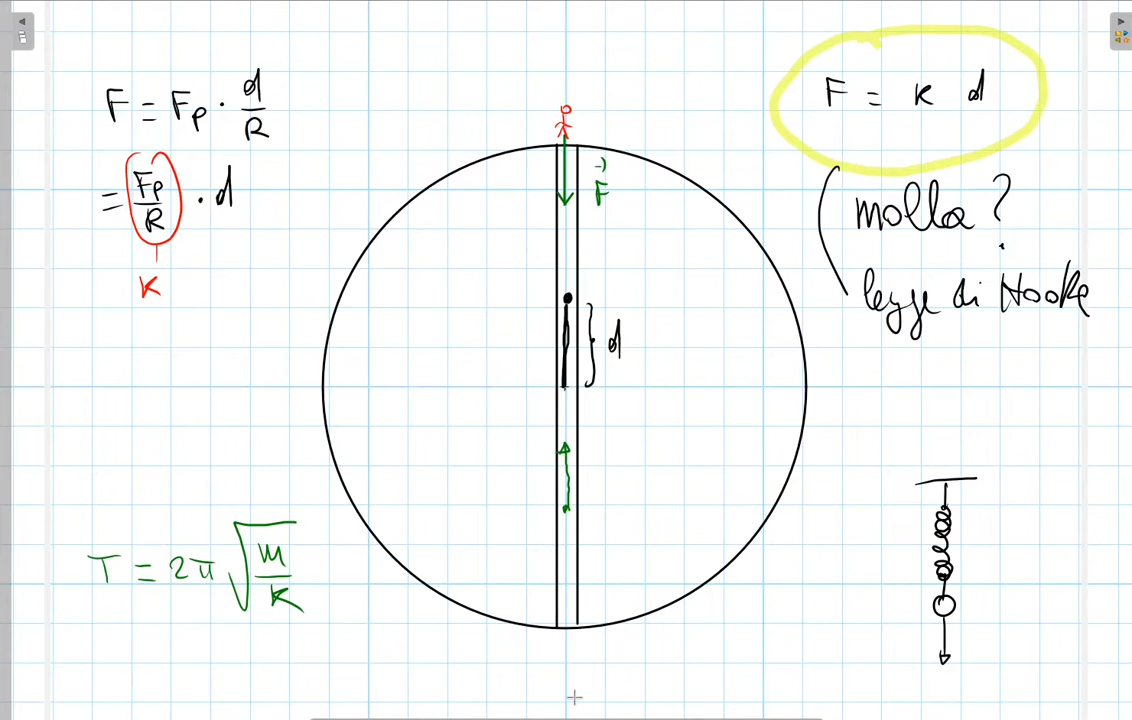 F = Fp · d/R
= Fp/R · d
K
F⃗
d
T = 2π √(m/K)
F = K d
molla?
legge di Hooke